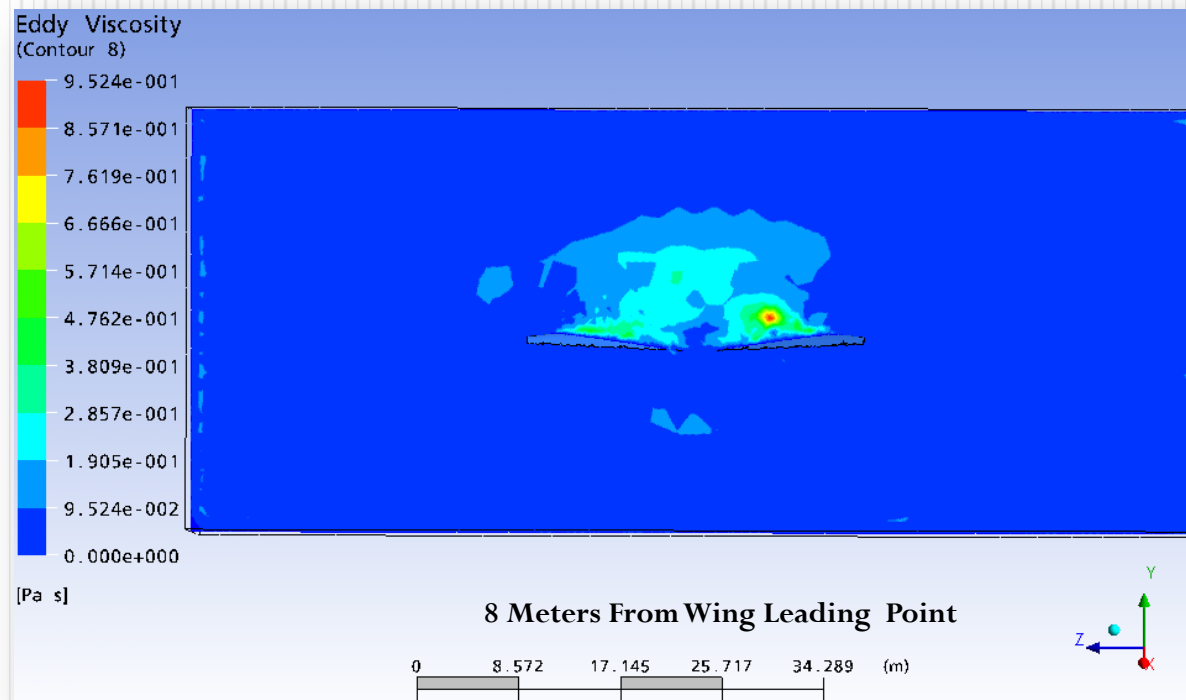 Eddy Viscosity
(Contour 8)
9.524e-001
8.571e-001
7.619e-001
6.666e-001
5.714e-001
4.762e-001
3.809e-001
2.857e-001
1.905e-001
9.524e-002
0.000e+000
[Pa s]
8 Meters From Wing Leading Point
0 8.572 17.145 25.717 34.289 (m)
Y
Z
X